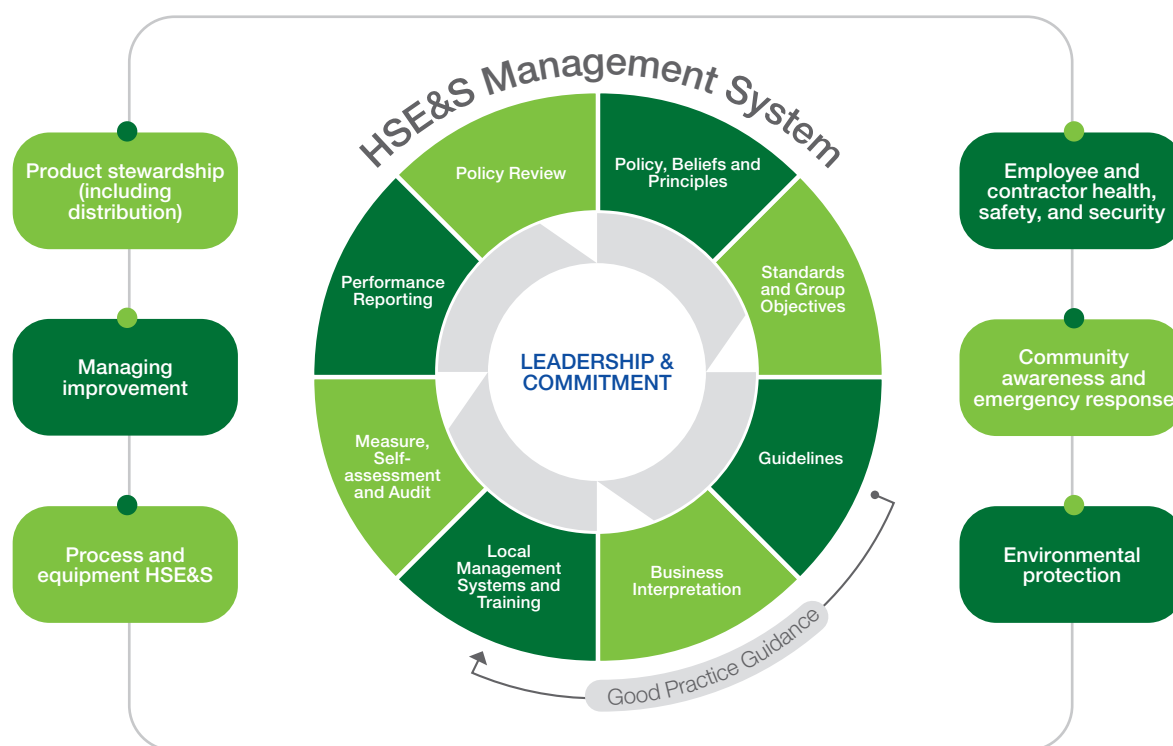 HSE&S Management System
Product stewardship
(including
distribution)
Managing
improvement
Process and
equipment HSE&S
Policy, Beliefs and
Principles
Standards
and Group
Objectives
Guidelines
Business
Interpretation
Local
Management
Systems and
Training
Measure,
Self-
assessment
and Audit
Performance
Reporting
Policy Review
LEADERSHIP &
COMMITMENT
Good Practice Guidance
Employee and
contractor health,
safety, and security
Community
awareness and
emergency response
Environmental
protection